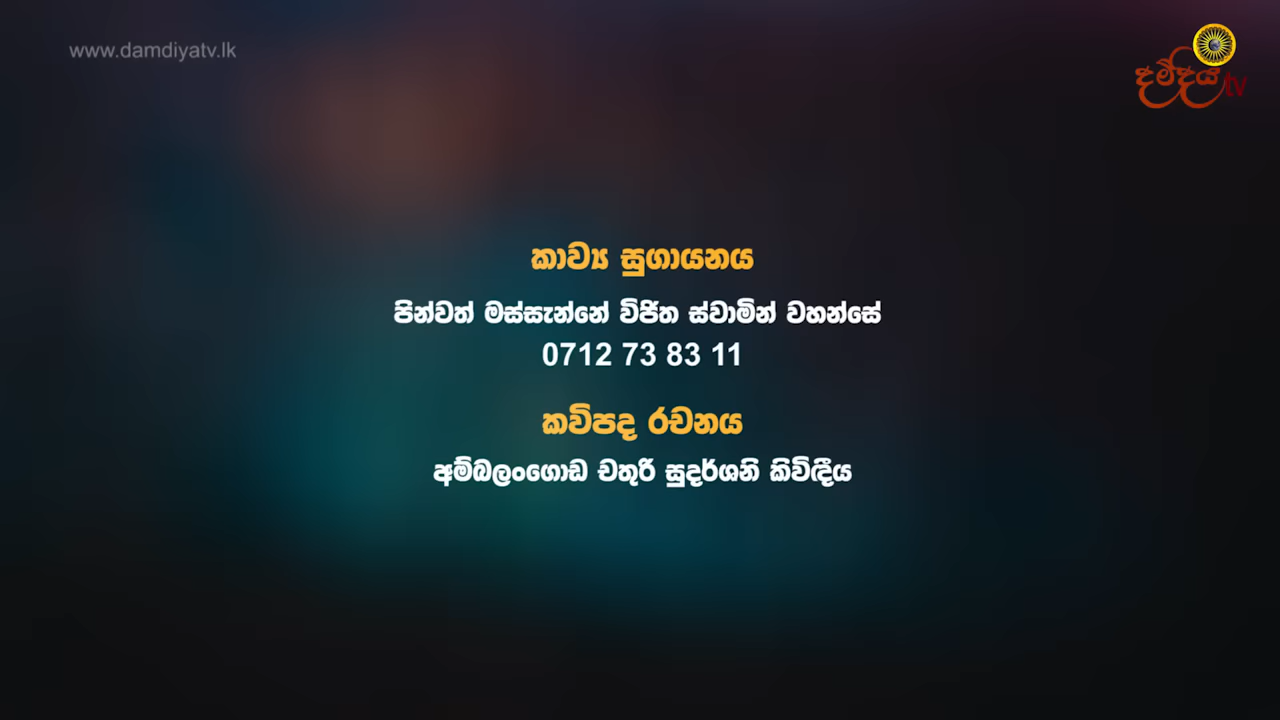 www.damdiyatv.lk
දම්දිය tv
කාව්‍ය සුගායනය
පින්වත් මස්සැන්නේ විජිත ස්වාමින් වහන්සේ
0712 73 83 11
කවිපද රචනය
අම්බලංගොඩ චතුරි සුදර්ශනි කිවිඳිය